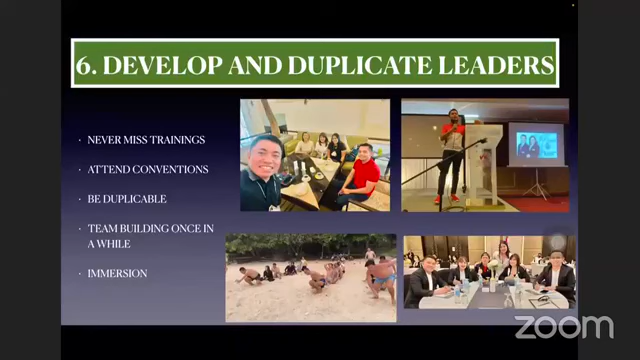 6. DEVELOP AND DUPLICATE LEADERS
· NEVER MISS TRAININGS
· ATTEND CONVENTIONS
· BE DUPLICABLE
· TEAM BUILDING ONCE IN
A WHILE
· IMMERSION
zoom